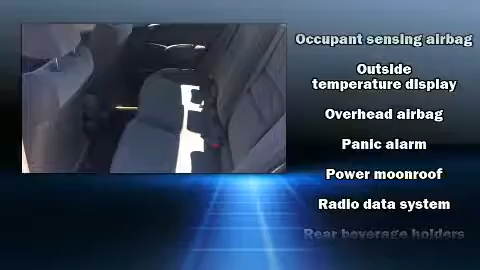 Occupant sensing airbag
Outside
temperature display
Overhead airbag
Panic alarm
Power moonroof
Radio data system
Rear beverage holders